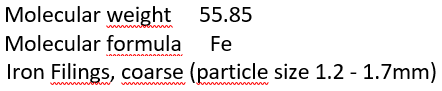 Molecular weight 55.85
Molecular formula Fe
Iron Filings, coarse (particle size 1.2 - 1.7mm)